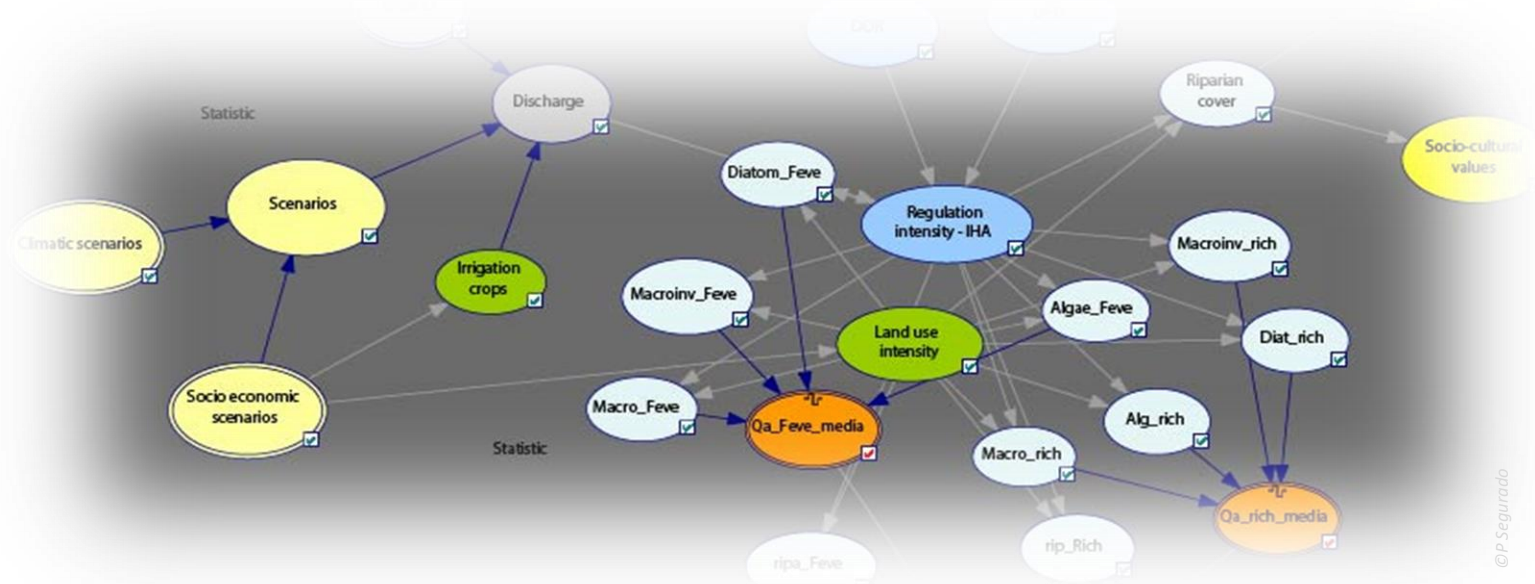 Discharge
Riparian
cover
Statistic
Socio-cultural
values
Diatom_Feve
Scenarios
Regulation
intensity - IHA
Climatic scenarios
Macroinv_rich
Irrigation
crops
Macroinv_Feve
Algae_Feve
Land use
intensity
Diat_rich
Socio economic
scenarios
Macro_Feve
Qa_Feve_media
Alg_rich
Statistic
Macro_rich
Qa_rich_media
rip_Rich
ripa_Feve
©P Segurado